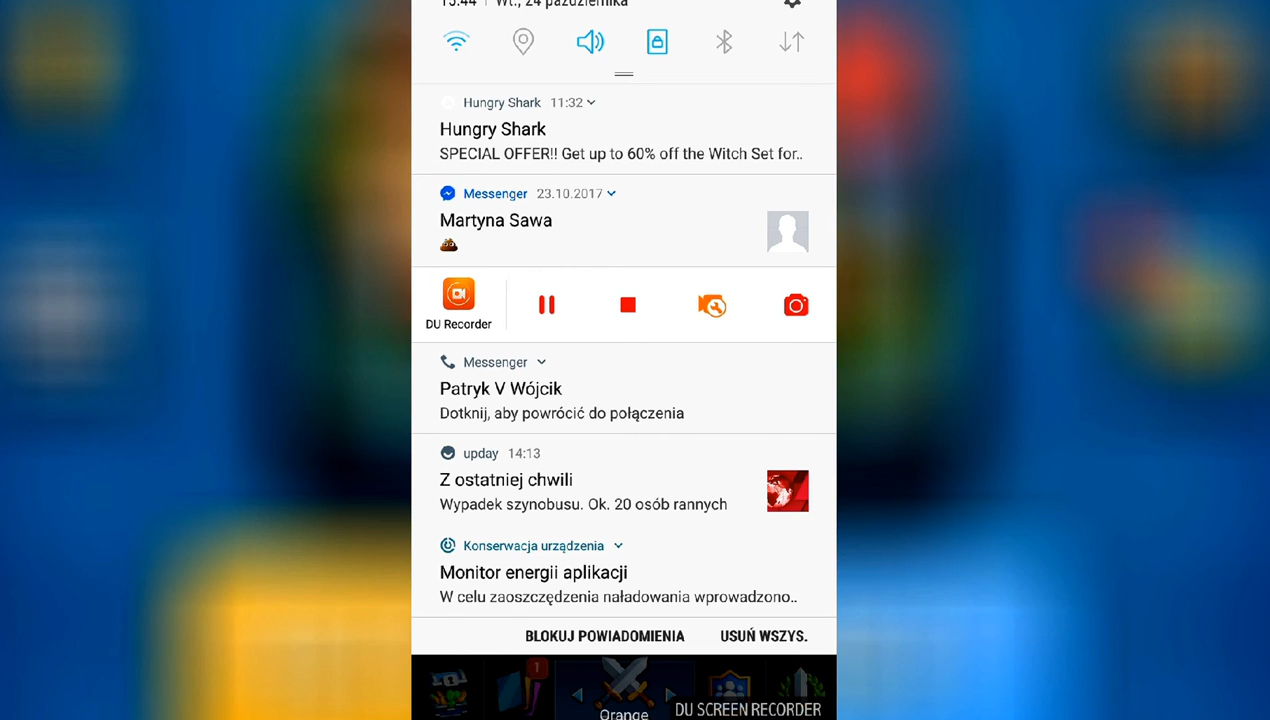 15:44 | Wt., 24 października
Hungry Shark 11:32
Hungry Shark
SPECIAL OFFER!! Get up to 60% off the Witch Set for..
Messenger 23.10.2017
Martyna Sawa
DU Recorder
Messenger
Patryk V Wójcik
Dotknij, aby powrócić do połączenia
upday 14:13
Z ostatniej chwili
Wypadek szynobusu. Ok. 20 osób rannych
Konserwacja urządzenia
Monitor energii aplikacji
W celu zaoszczędzenia naładowania wprowadzono..
BLOKUJ POWIADOMIENIA USUŃ WSZYS.
1
Orange
DU SCREEN RECORDER